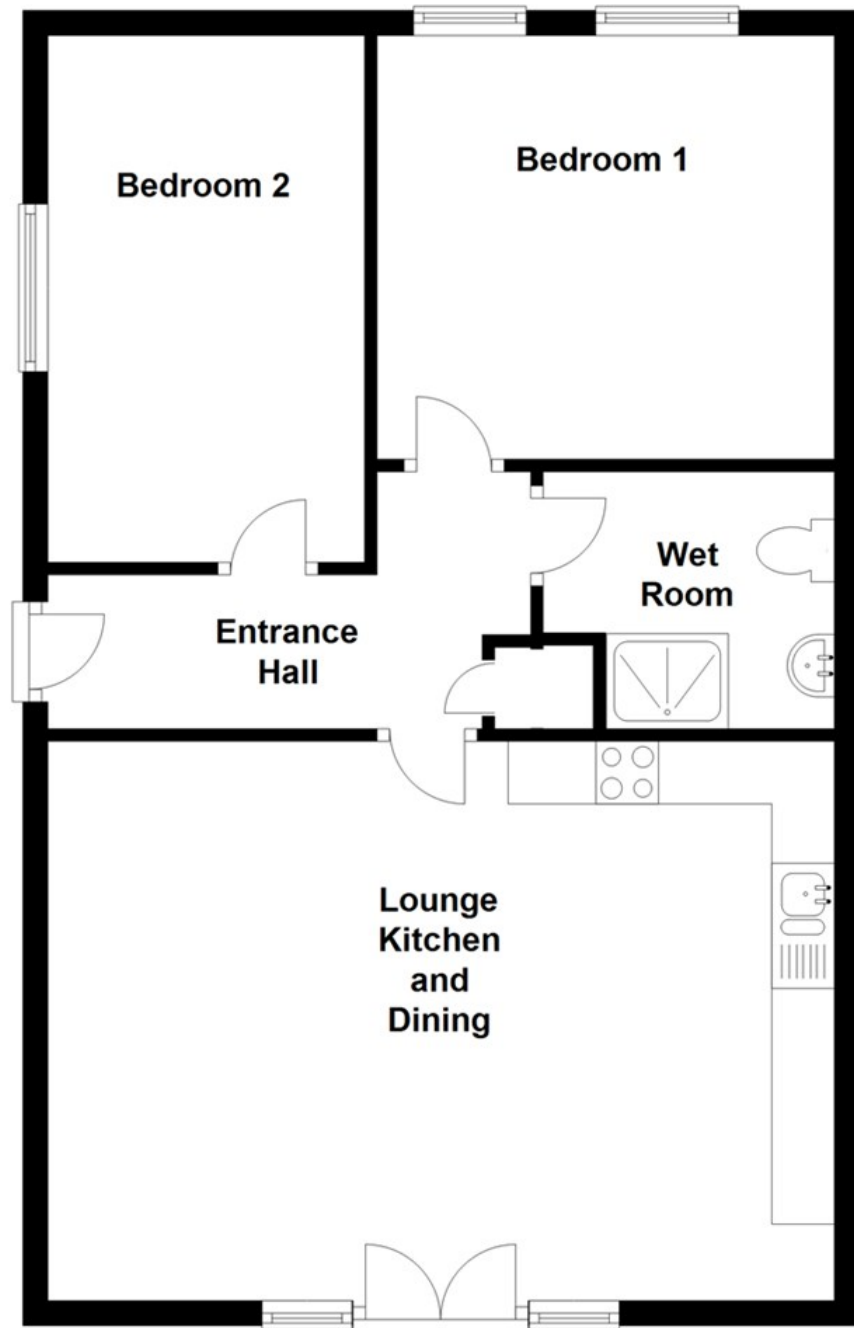 Bedroom 2
Bedroom 1
Wet
Room
Entrance
Hall
Lounge
Kitchen
and
Dining